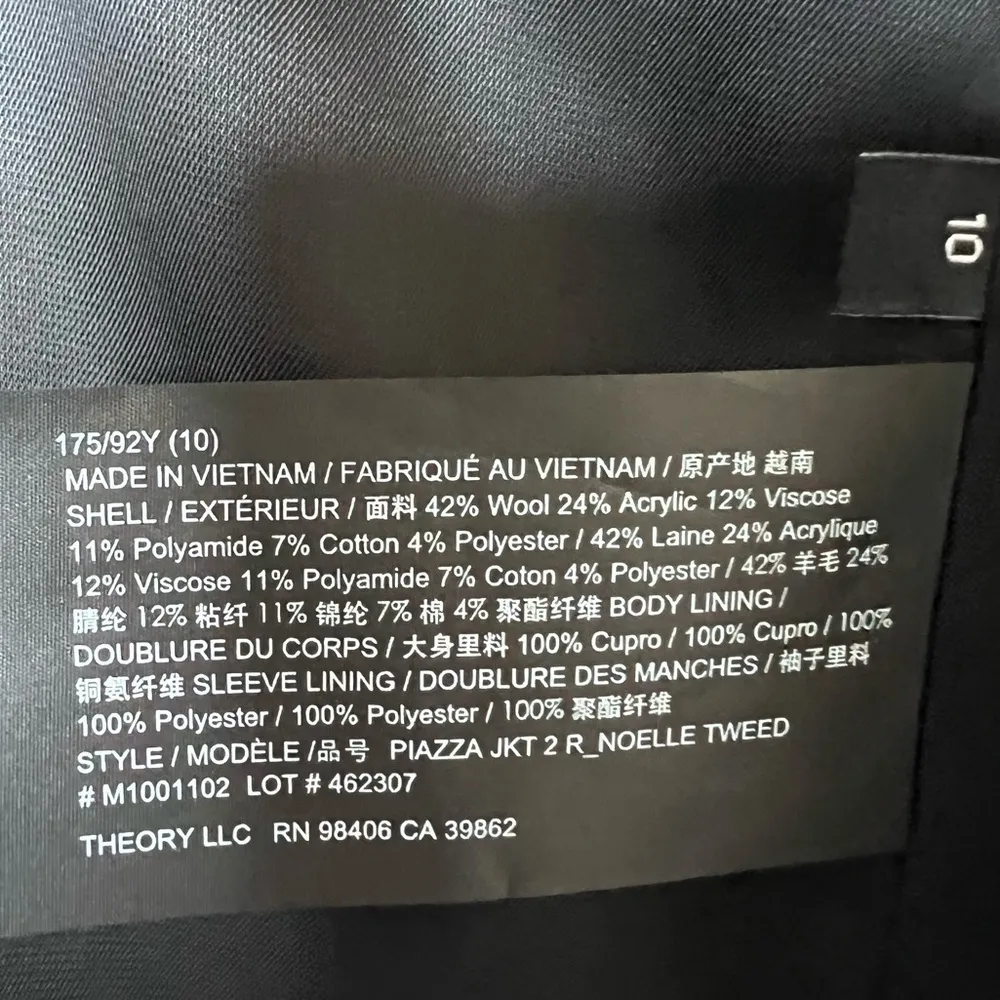 10
175/92Y (10)
MADE IN VIETNAM / FABRIQUÉ AU VIETNAM / 原产地 越南
SHELL / EXTÉRIEUR / 面料 42% Wool 24% Acrylic 12% Viscose
11% Polyamide 7% Cotton 4% Polyester / 42% Laine 24% Acrylique
12% Viscose 11% Polyamide 7% Coton 4% Polyester / 42% 羊毛 24%
腈纶 12% 粘纤 11% 锦纶 7% 棉 4% 聚酯纤维 BODY LINING /
DOUBLURE DU CORPS / 大身里料 100% Cupro / 100% Cupro / 100%
铜氨纤维 SLEEVE LINING / DOUBLURE DES MANCHES / 袖子里料
100% Polyester / 100% Polyester / 100% 聚酯纤维
STYLE / MODÈLE /品号 PIAZZA JKT 2 R_NOELLE TWEED
# M1001102 LOT # 462307
THEORY LLC RN 98406 CA 39862